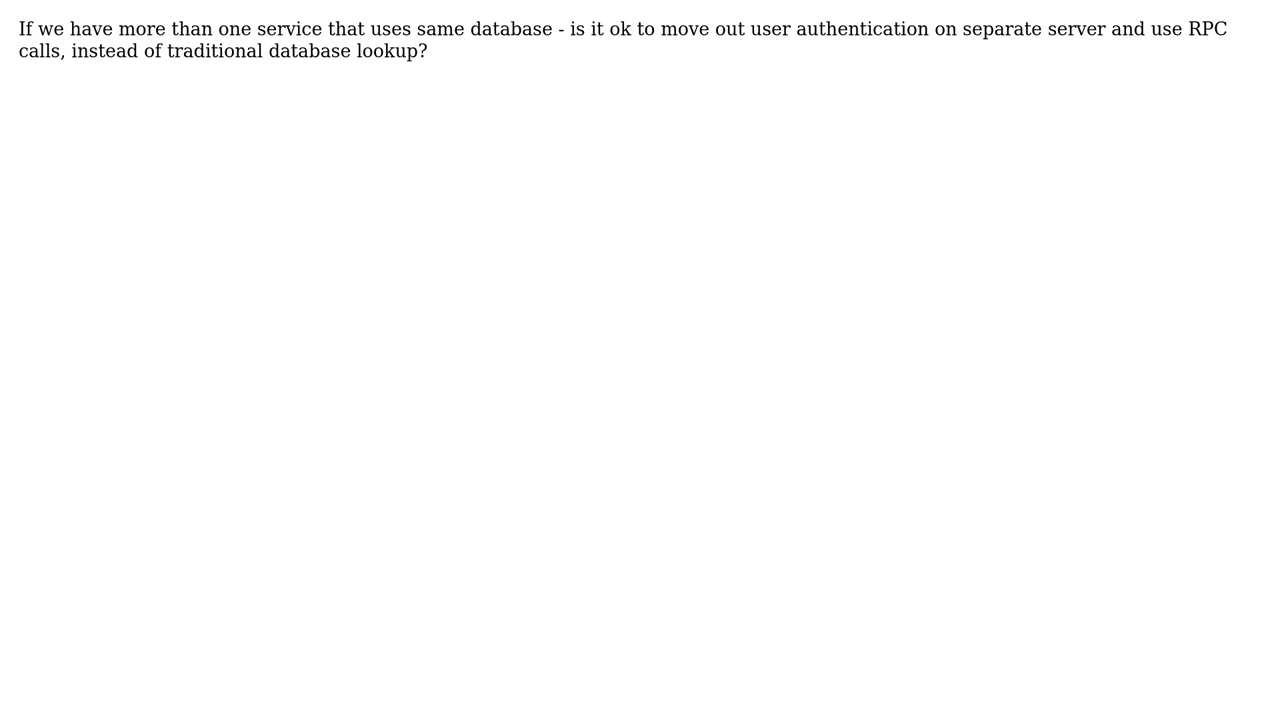 If we have more than one service that uses same database - is it ok to move out user authentication on separate server and use RPC
calls, instead of traditional database lookup?